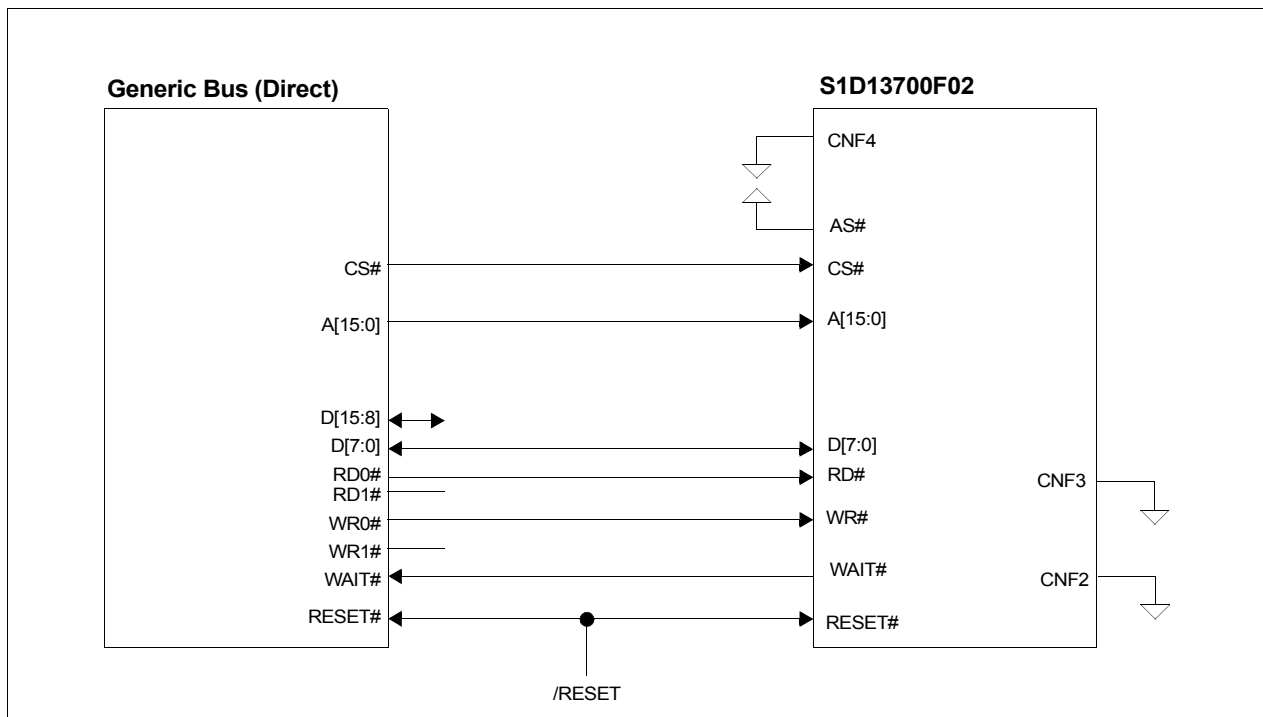 Generic Bus (Direct)
S1D13700F02
CNF4
AS#
CS#
CS#
A[15:0]
A[15:0]
D[15:8]
D[7:0]
D[7:0]
RD0#
RD#
RD1#
CNF3
WR0#
WR#
WR1#
WAIT#
WAIT#
CNF2
RESET#
RESET#
/RESET